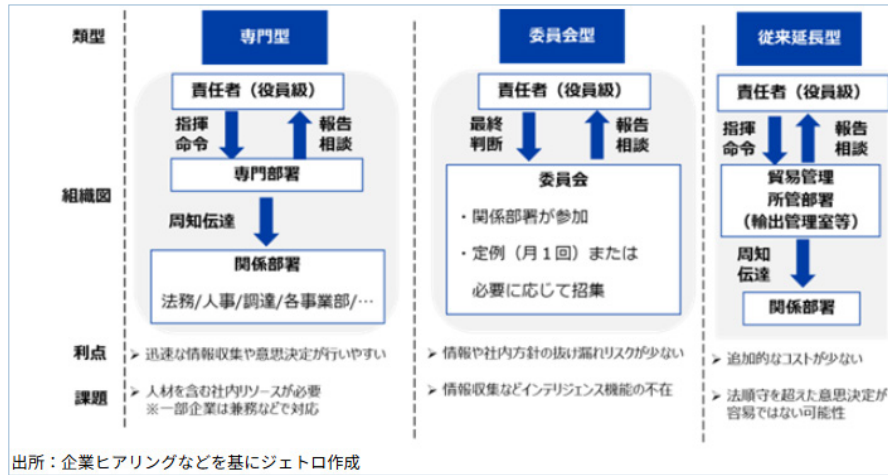 類型
専門型
委員会型
従来延長型
組織図
責任者（役員級）
指揮
命令
報告
相談
専門部署
周知伝達
関係部署
法務/人事/調達/各事業部/…
責任者（役員級）
最終
判断
報告
相談
委員会
・関係部署が参加
・定例（月１回）または
必要に応じて招集
責任者（役員級）
指揮
命令
報告
相談
貿易管理
所管部署
（輸出管理室等）
周知
伝達
関係部署
利点
➢ 迅速な情報収集や意思決定が行いやすい
➢ 情報や社内方針の抜け漏れリスクが少ない
➢ 追加的なコストが少ない
課題
➢ 人材を含む社内リソースが必要
※一部企業は兼務などで対応
➢ 情報収集などインテリジェンス機能の不在
➢ 法順守を超えた意思決定が
容易ではない可能性
出所：企業ヒアリングなどを基にジェトロ作成